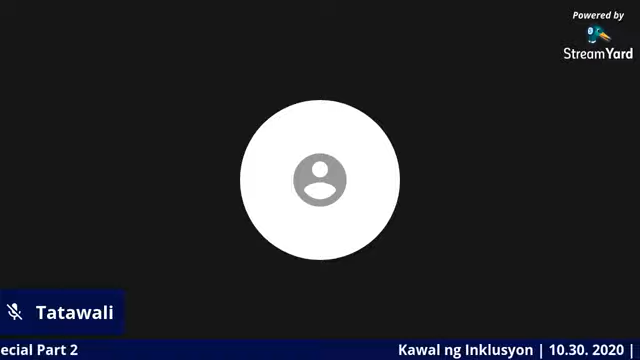 Powered by
StreamYard
Tatawali
ecial Part 2
Kawal ng Inklusyon | 10.30. 2020 |